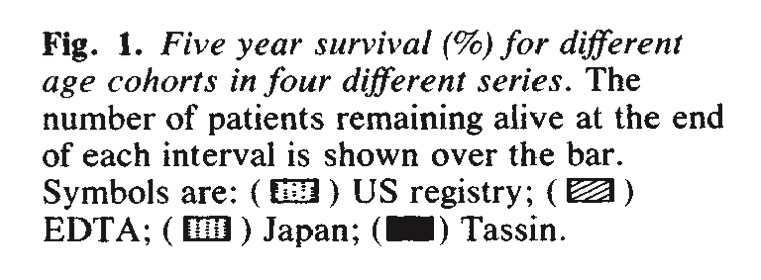 Fig. 1. Five year survival (%) for different
age cohorts in four different series. The
number of patients remaining alive at the end
of each interval is shown over the bar.
Symbols are: ( ) US registry; ( )
EDTA; ( ) Japan; ( ) Tassin.